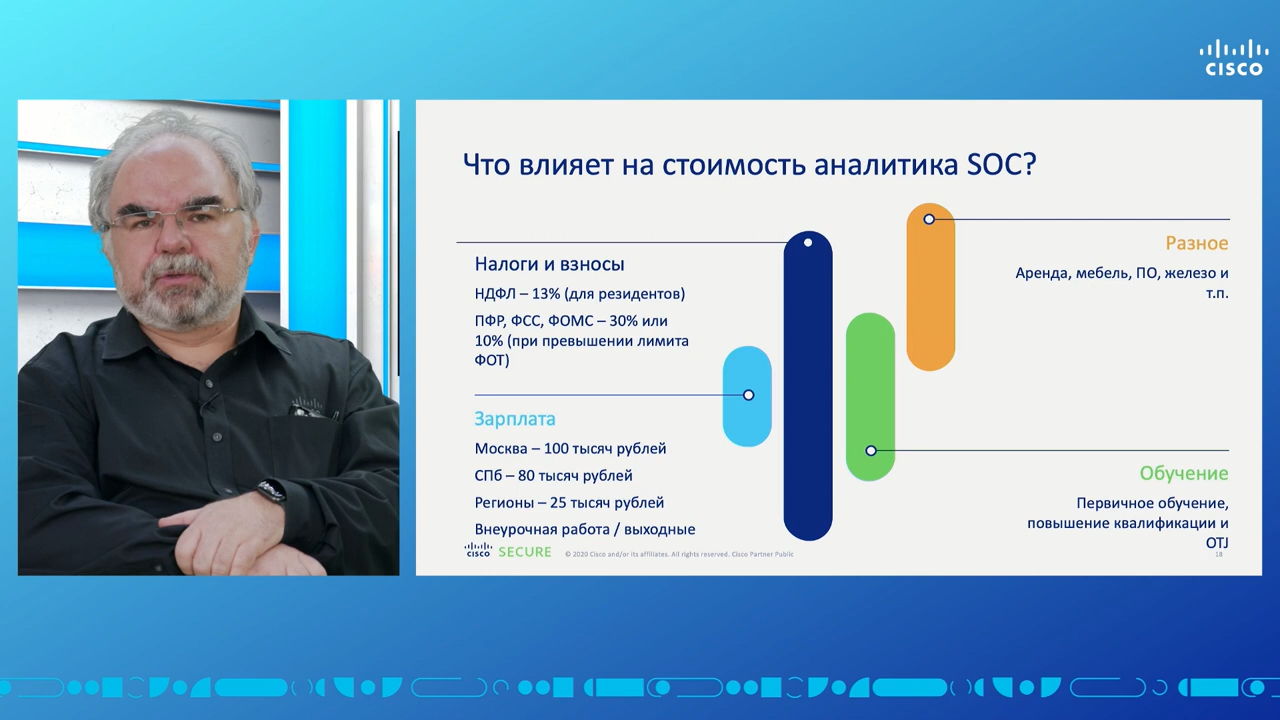 CISCO
Что влияет на стоимость аналитика SOC?
Налоги и взносы
НДФЛ – 13% (для резидентов)
ПФР, ФСС, ФОМС – 30% или
10% (при превышении лимита
ФОТ)
Зарплата
Москва – 100 тысяч рублей
СПб – 80 тысяч рублей
Регионы – 25 тысяч рублей
Внеурочная работа / выходные
Разное
Аренда, мебель, ПО, железо и
т.п.
Обучение
Первичное обучение,
повышение квалификации и
OTJ
CISCO SECURE © 2020 Cisco and/or its affiliates. All rights reserved. Cisco Partner Public
18